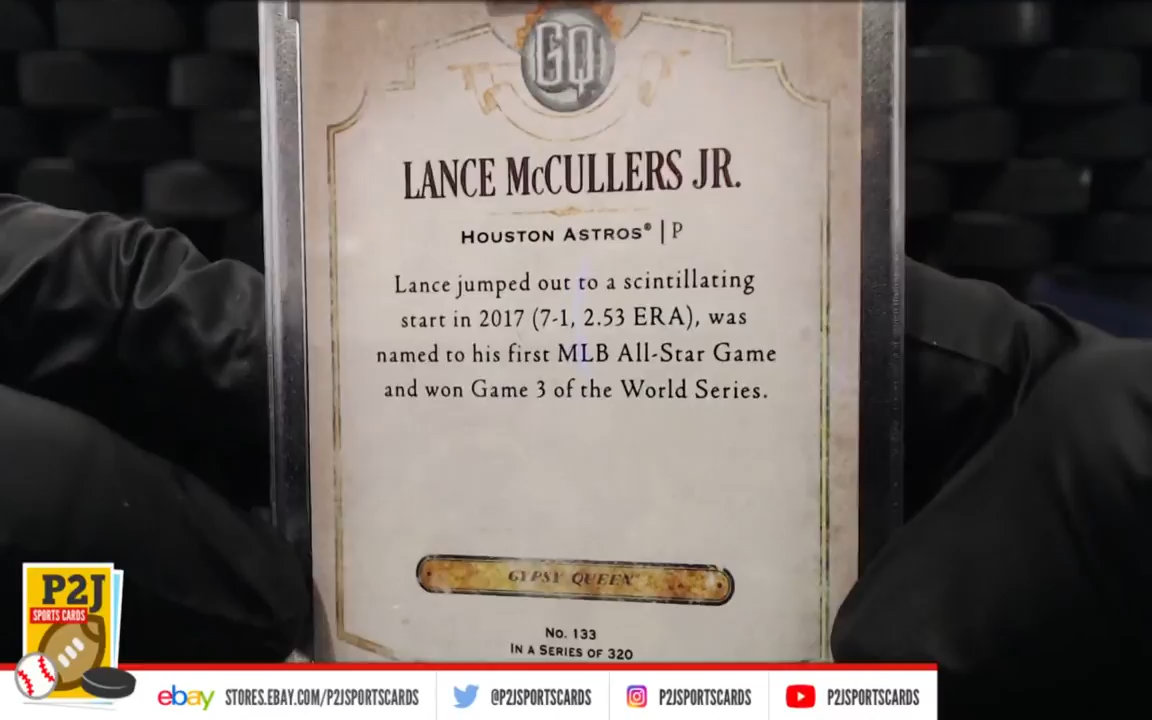 GQ
LANCE McCULLERS JR.
HOUSTON ASTROS® | P
Lance jumped out to a scintillating
start in 2017 (7-1, 2.53 ERA), was
named to his first MLB All-Star Game
and won Game 3 of the World Series.
GYPSY QUEEN
No. 133
IN A SERIES OF 320
P2J
SPORTS CARDS
ebay STORES.EBAY.COM/P2JSPORTSCARDS @P2JSPORTSCARDS P2JSPORTSCARDS P2JSPORTSCARDS